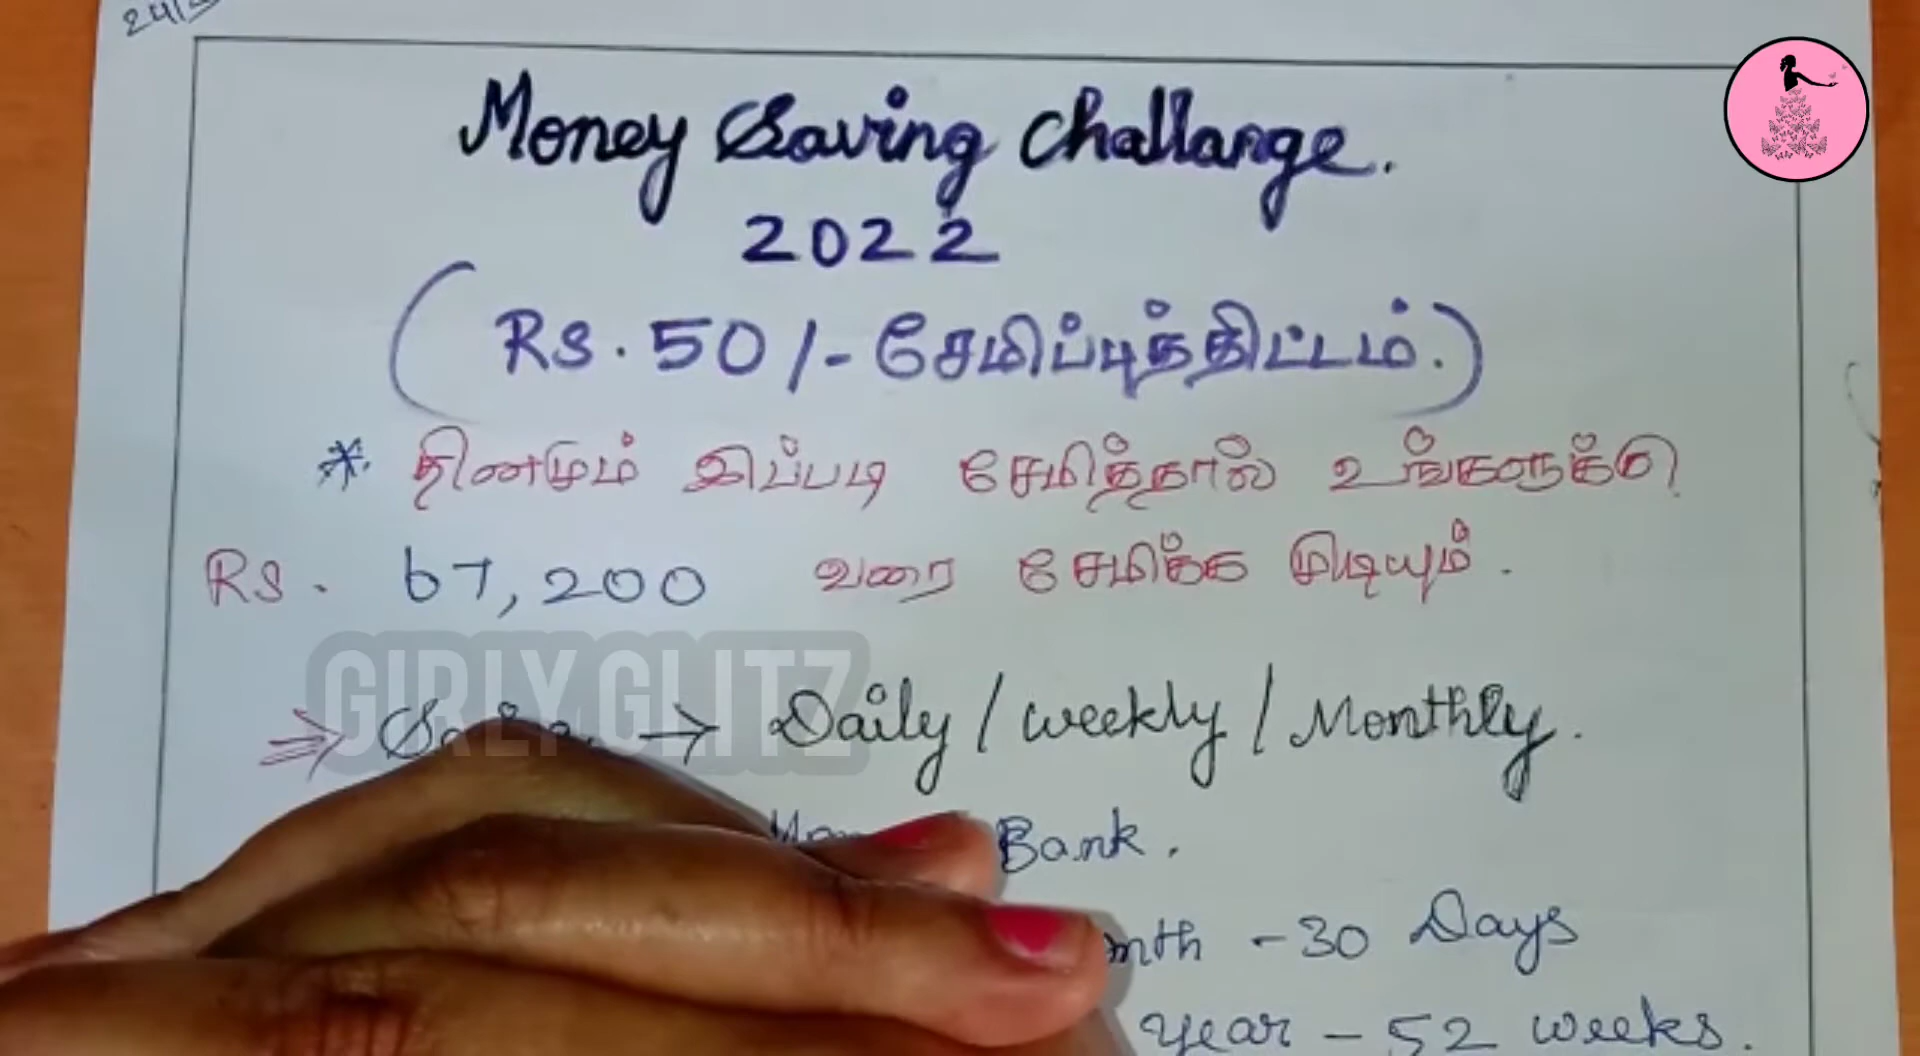 Money Saving Challange.
2022
(Rs. 50/- சேமிப்புத்திட்டம்.)
* தினமும் இப்படி சேமித்தால் உங்களுக்கு
Rs. 67,200 வரை சேமிக்க முடியும்.
GIRLY GLITZ
⇒ → Daily / weekly / Monthly.
Bank.
- 30 Days
year - 52 weeks.